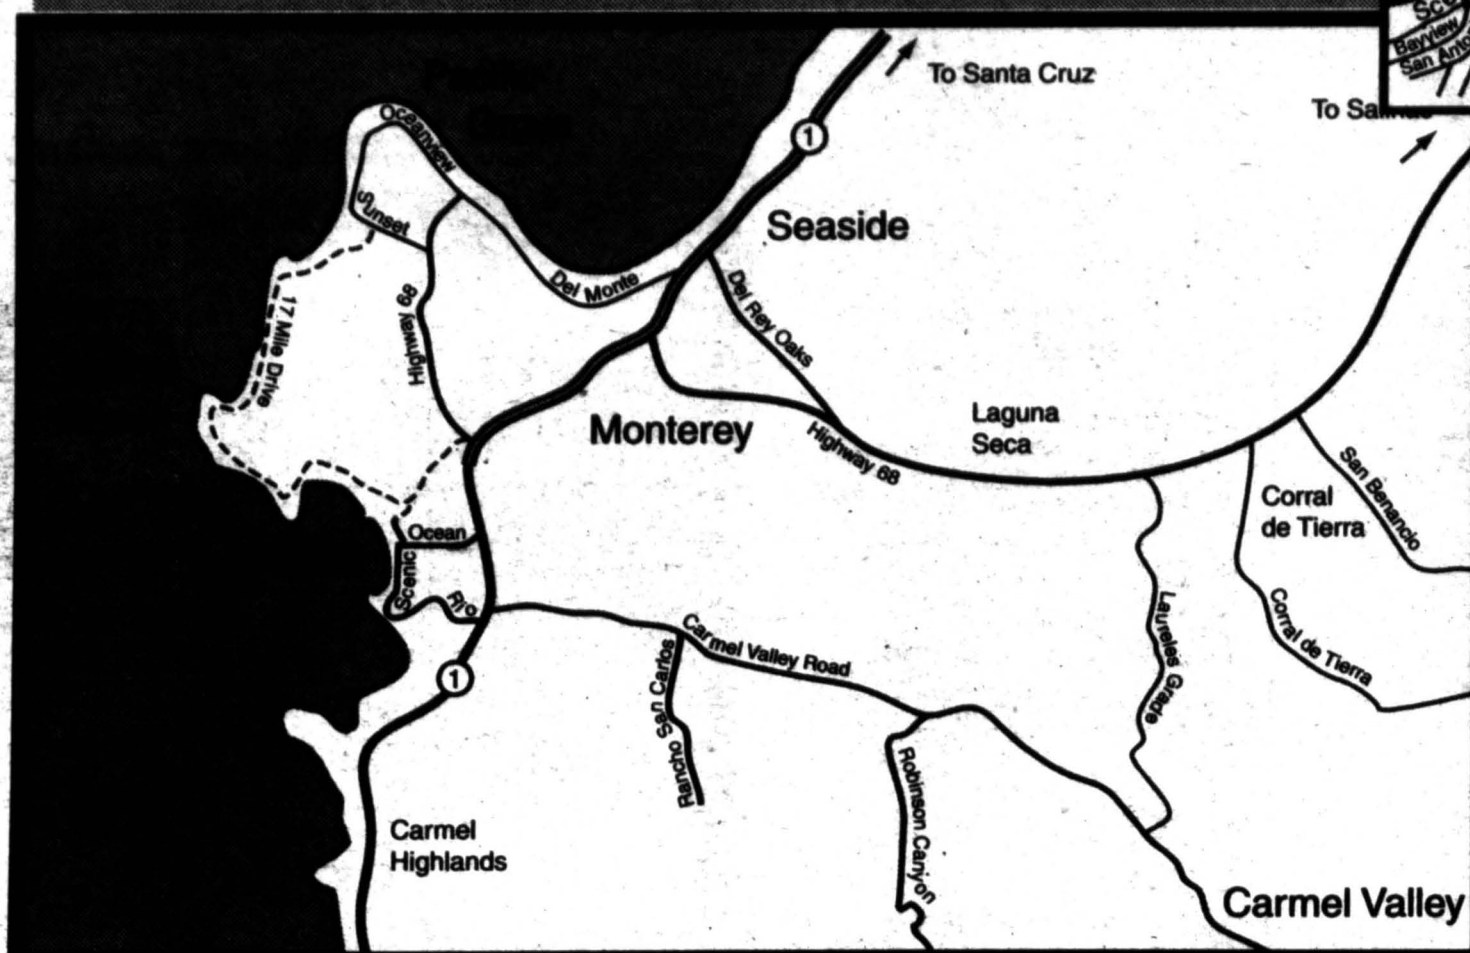 Bayview
To Santa Cruz
Oceanview
1
Sunset
Seaside
Del Monte
Del Rey Oaks
17 Mile Drive
Highway 68
Monterey
Laguna
Seca
Highway 68
San Benancio
Corral
de Tierra
Ocean
Scenic
Rio
Laureles Grade
Corral de Tierra
Carmel Valley Road
Rancho San Carlos
1
Robinson Canyon
Carmel
Highlands
Carmel Valley